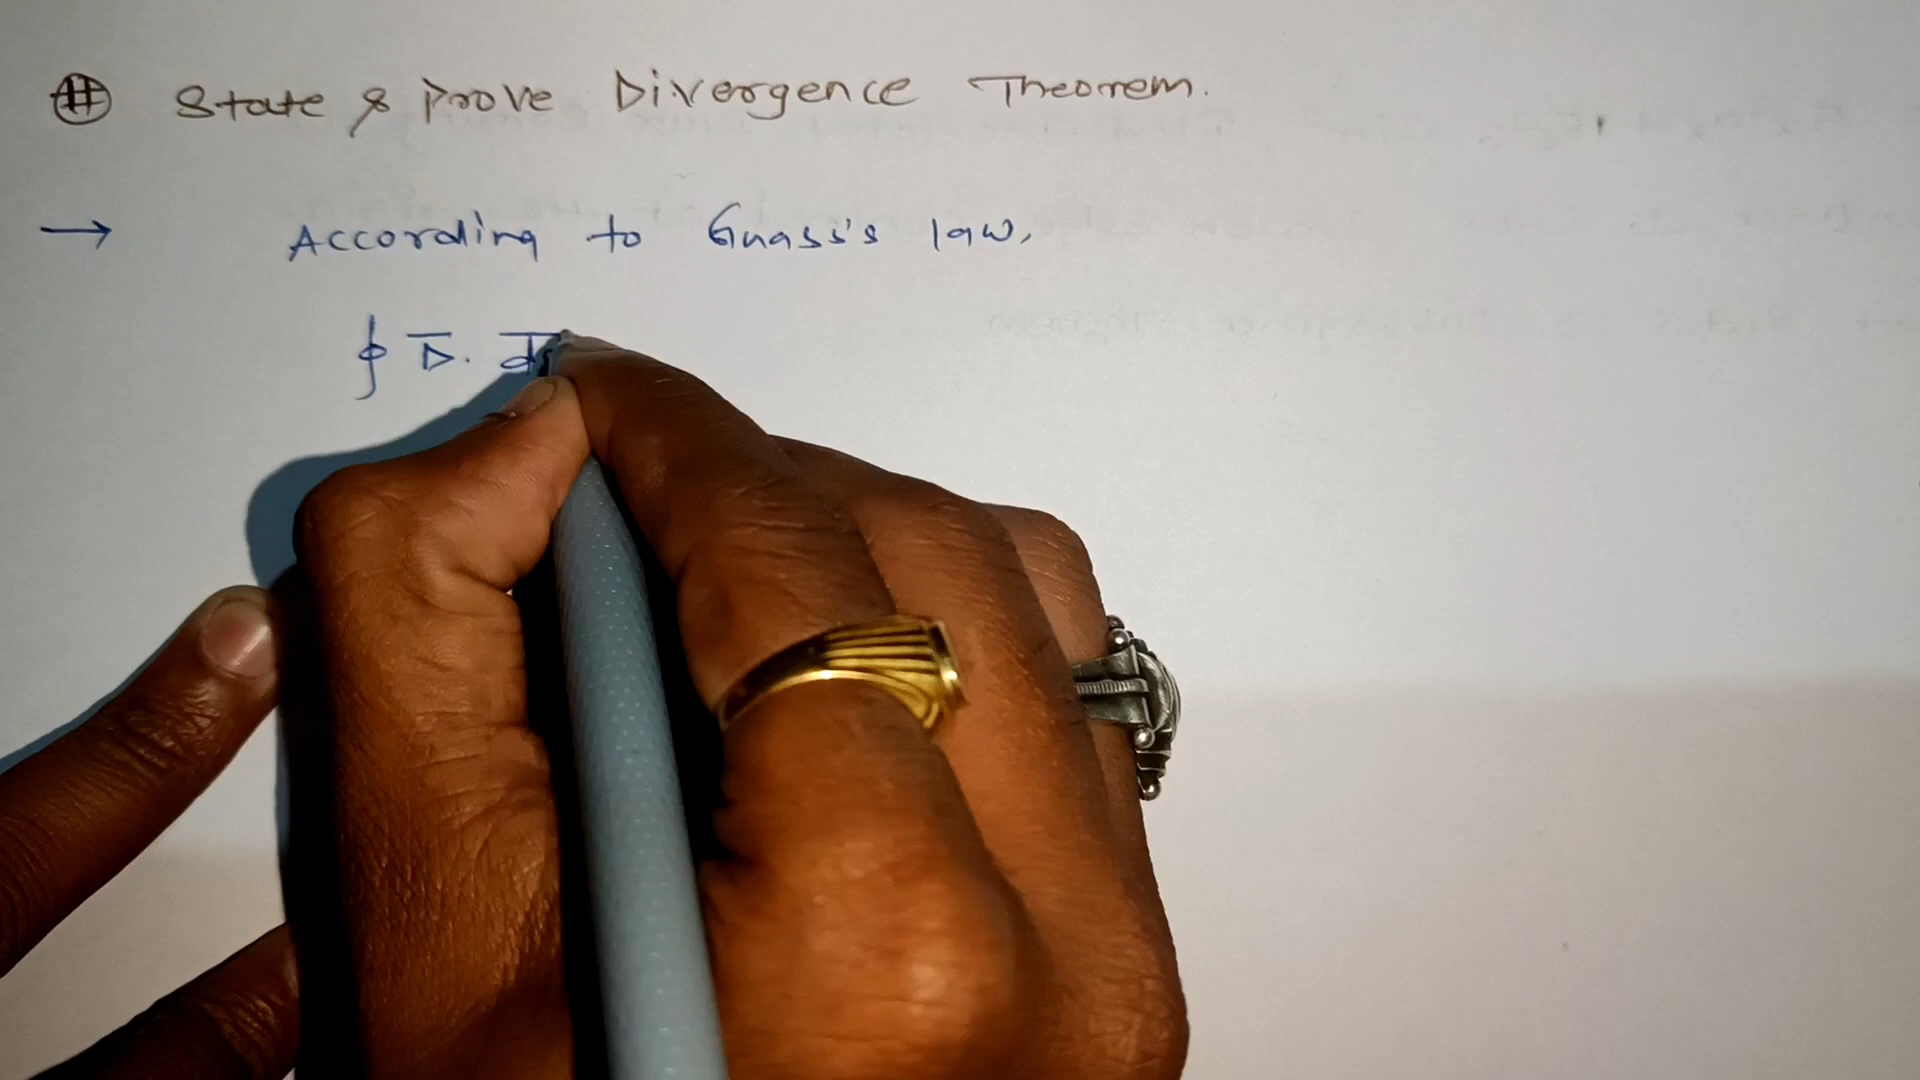 # State & Prove Divergence Theorem.
→ According to Guass's law,
∮ D̅. d̅s